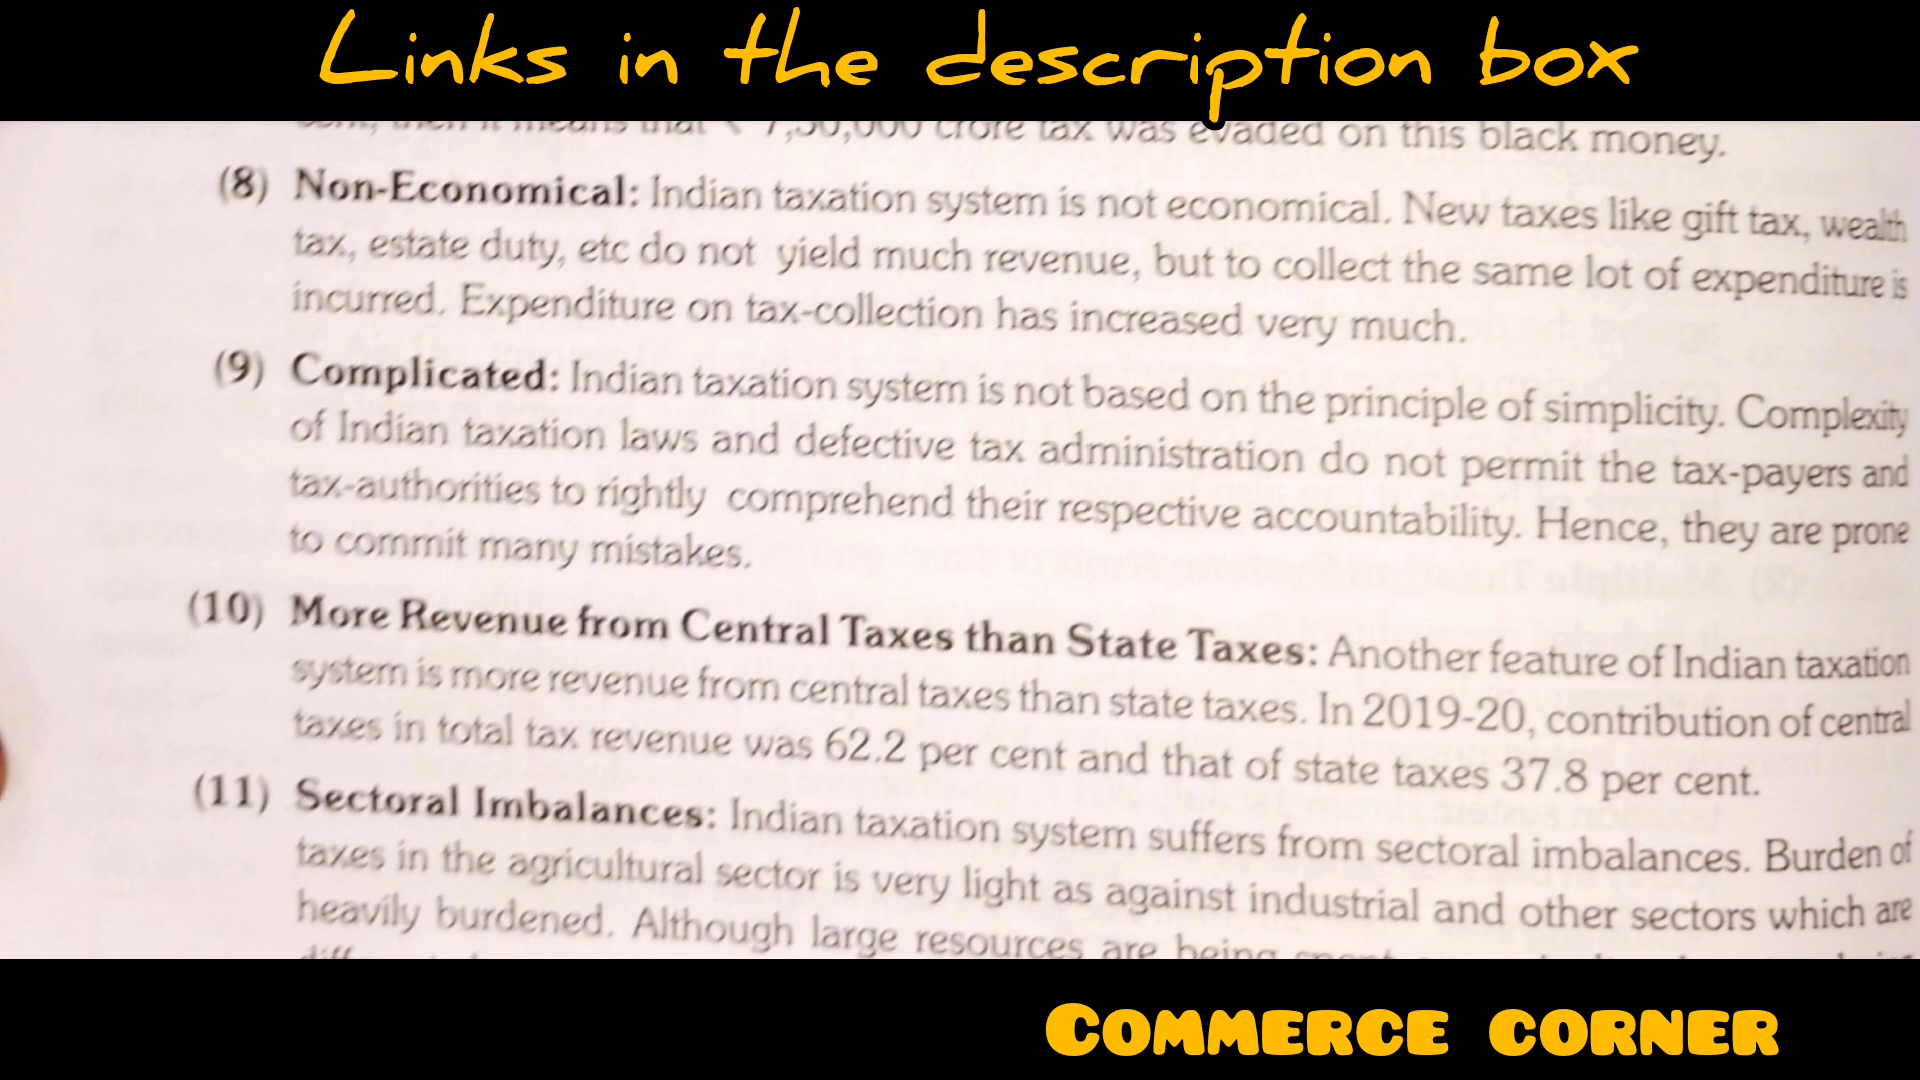 Links in the description box
crore tax was evaded on this black money.
(8) Non-Economical: Indian taxation system is not economical. New taxes like gift tax, wealth
tax, estate duty, etc do not yield much revenue, but to collect the same lot of expenditure is
incurred. Expenditure on tax-collection has increased very much.
(9) Complicated: Indian taxation system is not based on the principle of simplicity. Complexity
of Indian taxation laws and defective tax administration do not permit the tax-payers and
tax-authorities to rightly comprehend their respective accountability. Hence, they are prone
to commit many mistakes.
(10) More Revenue from Central Taxes than State Taxes: Another feature of Indian taxation
system is more revenue from central taxes than state taxes. In 2019-20, contribution of central
taxes in total tax revenue was 62.2 per cent and that of state taxes 37.8 per cent.
(11) Sectoral Imbalances: Indian taxation system suffers from sectoral imbalances. Burden of
taxes in the agricultural sector is very light as against industrial and other sectors which are
heavily burdened. Although large resources are being
COMMERCE CORNER